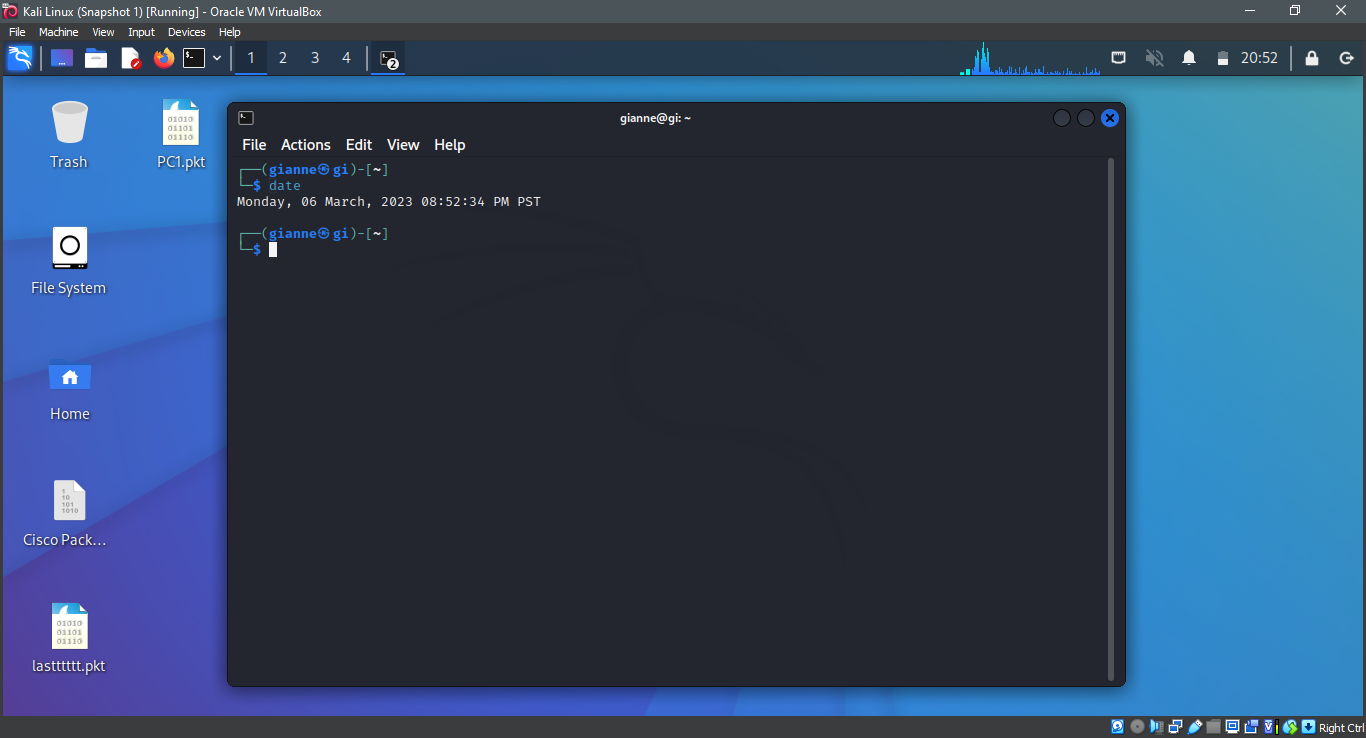 Kali Linux (Snapshot 1) [Running] - Oracle VM VirtualBox
File Machine View Input Devices Help
1 2 3 4 2 20:52
gianne@gi: ~
File Actions Edit View Help
┌──(gianne㉿gi)-[~]
└─$ date
Monday, 06 March, 2023 08:52:34 PM PST
┌──(gianne㉿gi)-[~]
└─$
Trash
PC1.pkt
File System
Home
Cisco Pack...
lastttttt.pkt
Right Ctrl